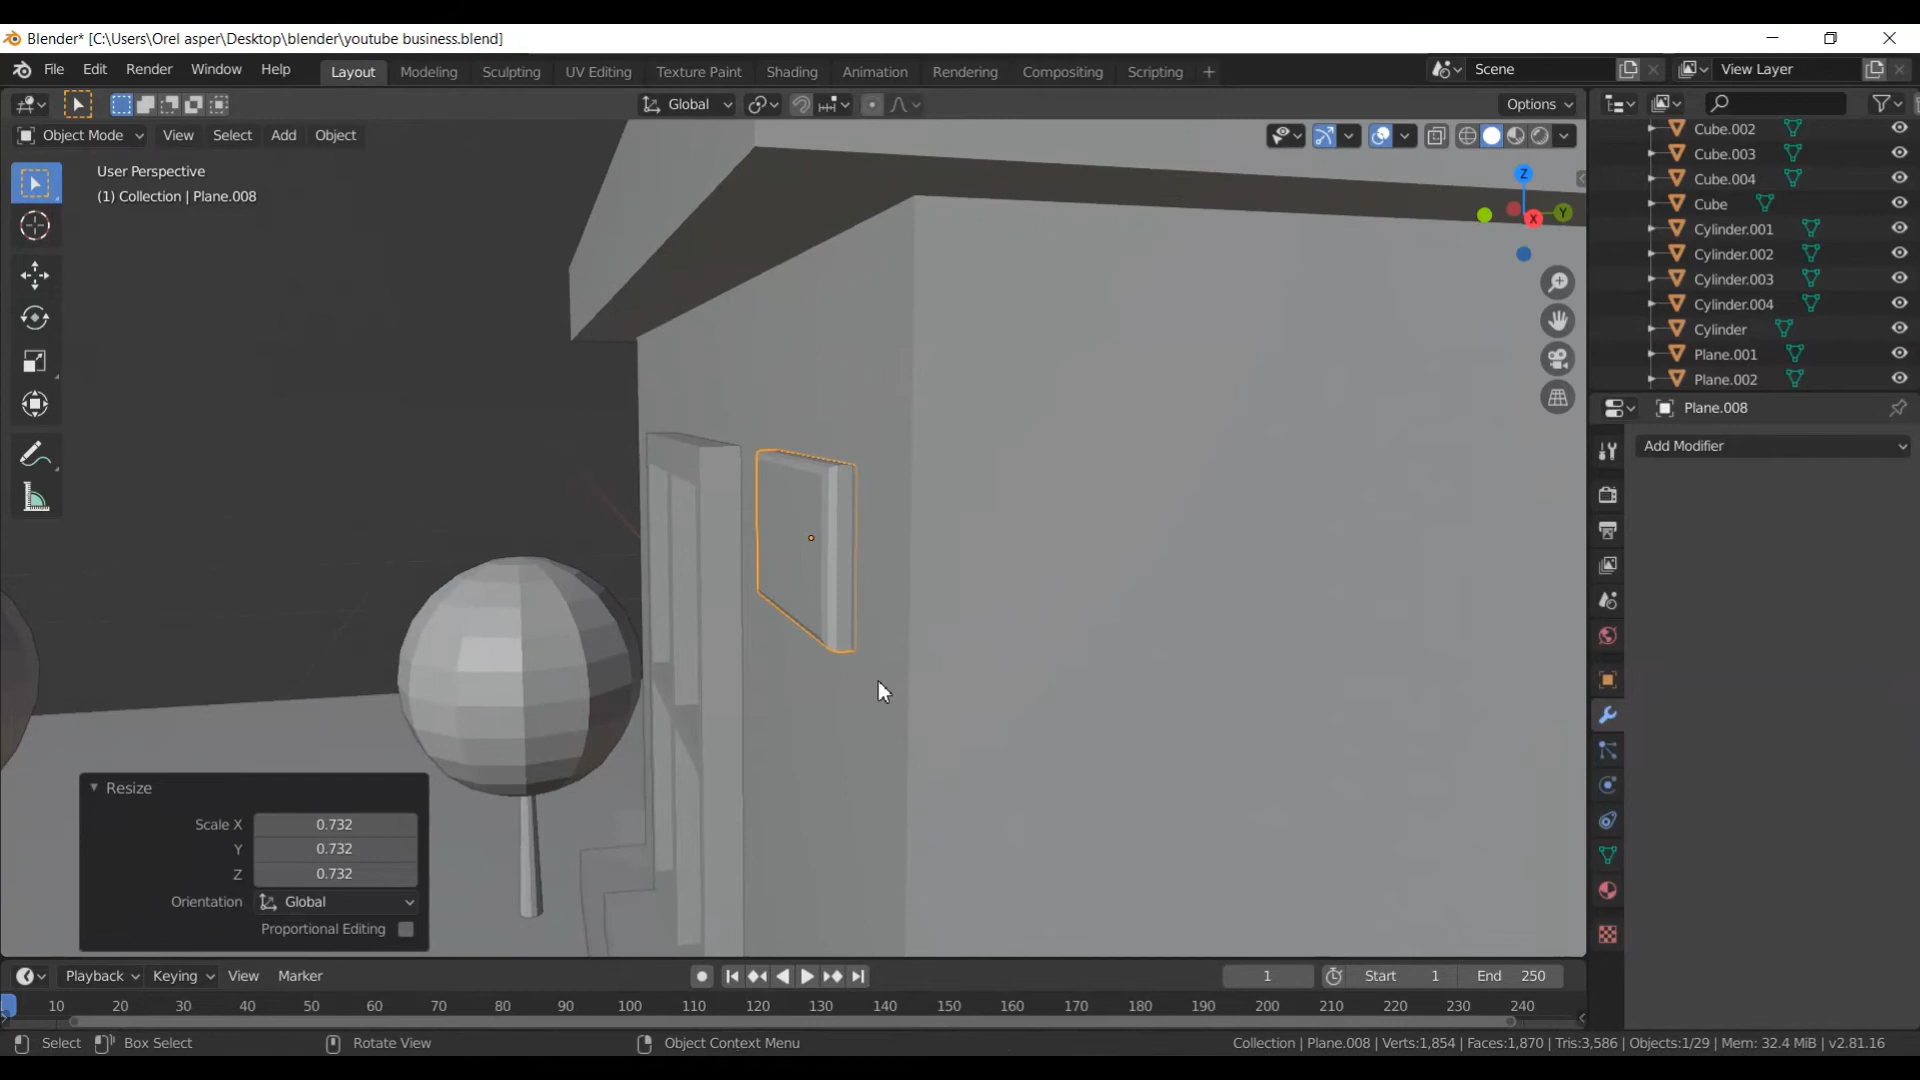 Blender* [C:\Users\Orel asper\Desktop\blender\youtube business.blend]
File Edit Render Window Help Layout Modeling Sculpting UV Editing Texture Paint Shading Animation Rendering Compositing Scripting + Scene View Layer
Global Options
Object Mode View Select Add Object
User Perspective
(1) Collection | Plane.008
Z
Y
X
Cube.002
Cube.003
Cube.004
Cube
Cylinder.001
Cylinder.002
Cylinder.003
Cylinder.004
Cylinder
Plane.001
Plane.002
Plane.008
Add Modifier
Resize
Scale X 0.732
Y 0.732
Z 0.732
Orientation Global
Proportional Editing
Playback Keying View Marker 1 Start 1 End 250
10 20 30 40 50 60 70 80 90 100 110 120 130 140 150 160 170 180 190 200 210 220 230 240
Select Box Select Rotate View Object Context Menu Collection | Plane.008 | Verts:1,854 | Faces:1,870 | Tris:3,586 | Objects:1/29 | Mem: 32.4 MiB | v2.81.16